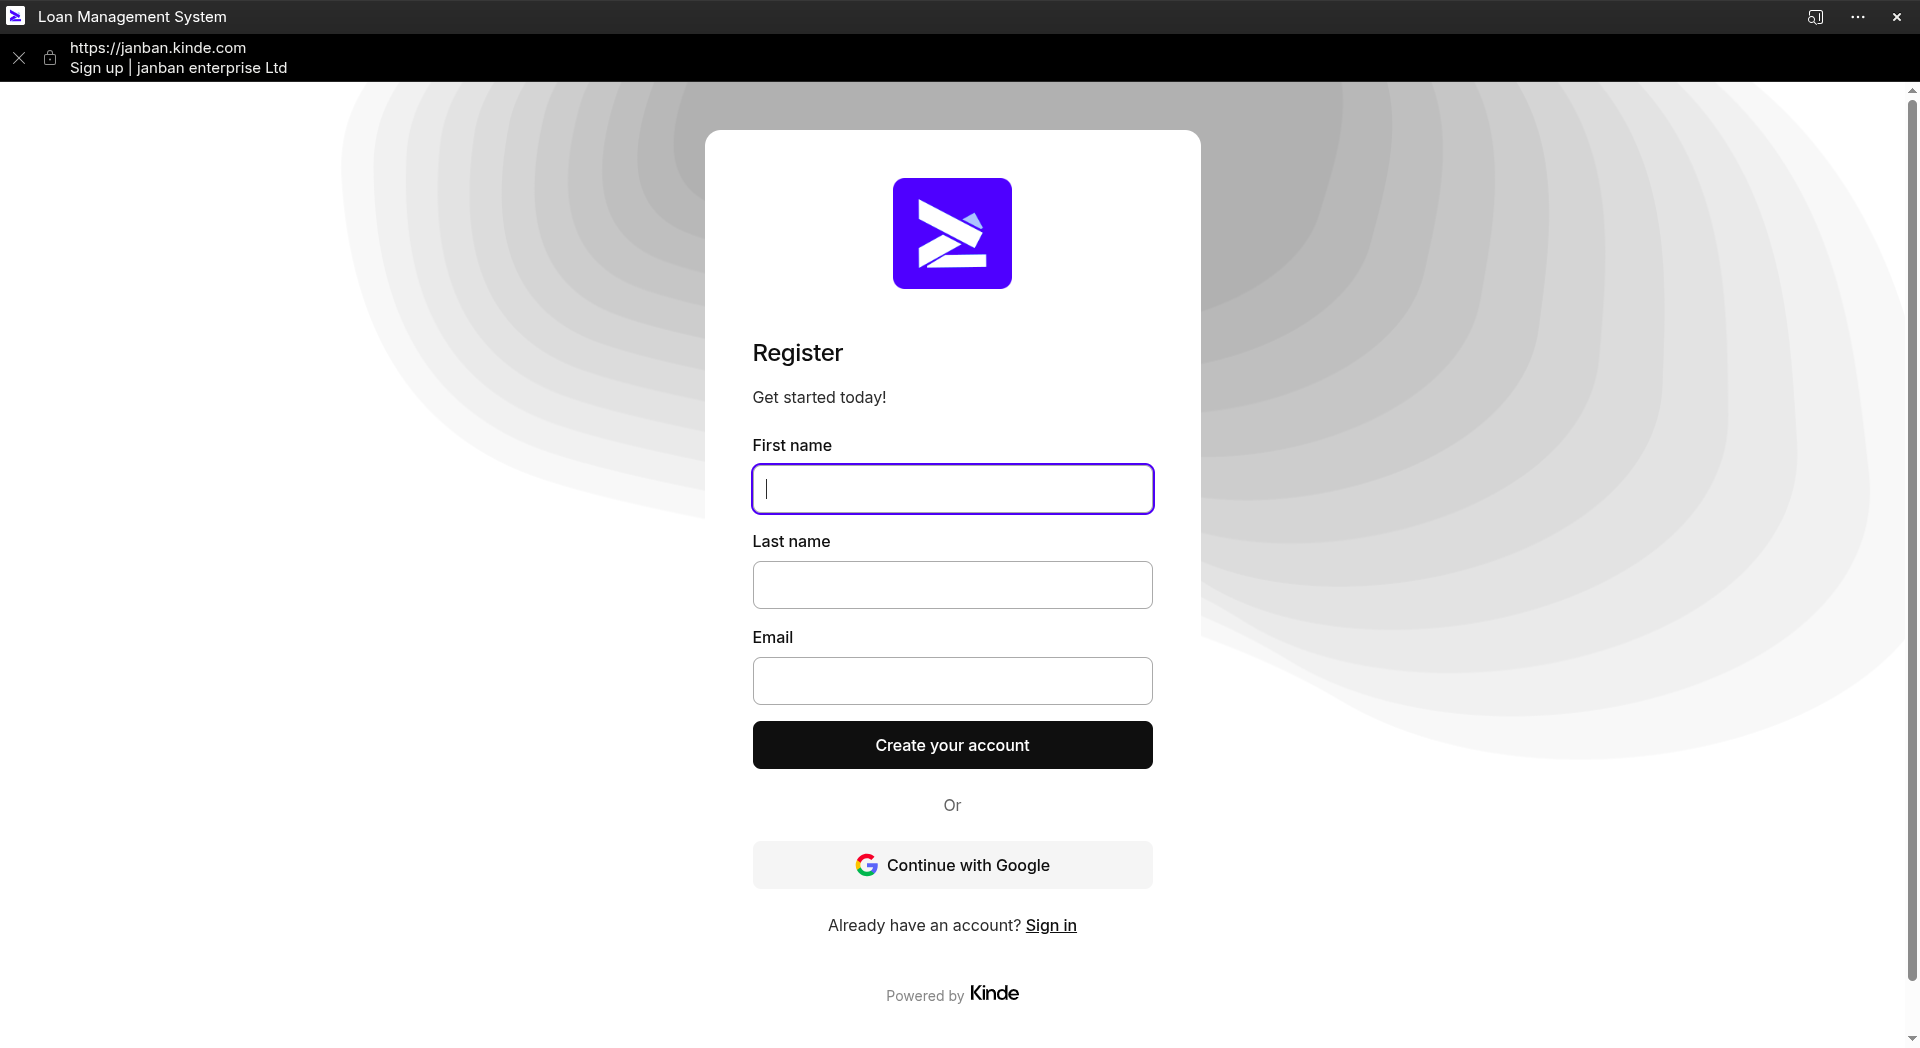 Loan Management System
https://janban.kinde.com
Sign up | janban enterprise Ltd
Register
Get started today!
First name
Last name
Email
Create your account
Or
Continue with Google
Already have an account? Sign in
Powered by Kinde